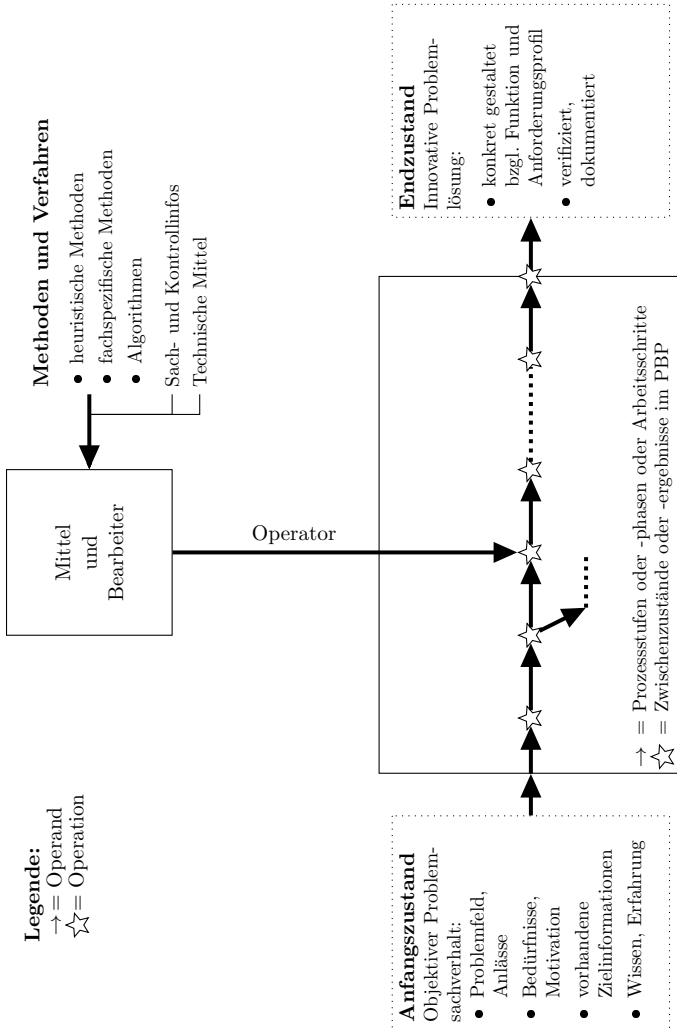 Legende:
→= Operand
☆= Operation
Mittel
und
Bearbeiter
Methoden und Verfahren
• heuristische Methoden
• fachspezifische Methoden
• Algorithmen
Sach- und Kontrollinfos
Technische Mittel
Operator
Anfangszustand
Objektiver Problem-
sachverhalt:
• Problemfeld,
Anlässe
• Bedürfnisse,
Motivation
• vorhandene
Zielinformationen
• Wissen, Erfahrung
→ = Prozessstufen oder -phasen oder Arbeitsschritte
☆ = Zwischenzustände oder -ergebnisse im PBP
Endzustand
Innovative Problem-
lösung:
• konkret gestaltet
bzgl. Funktion und
Anforderungsprofil
• verifiziert,
dokumentiert